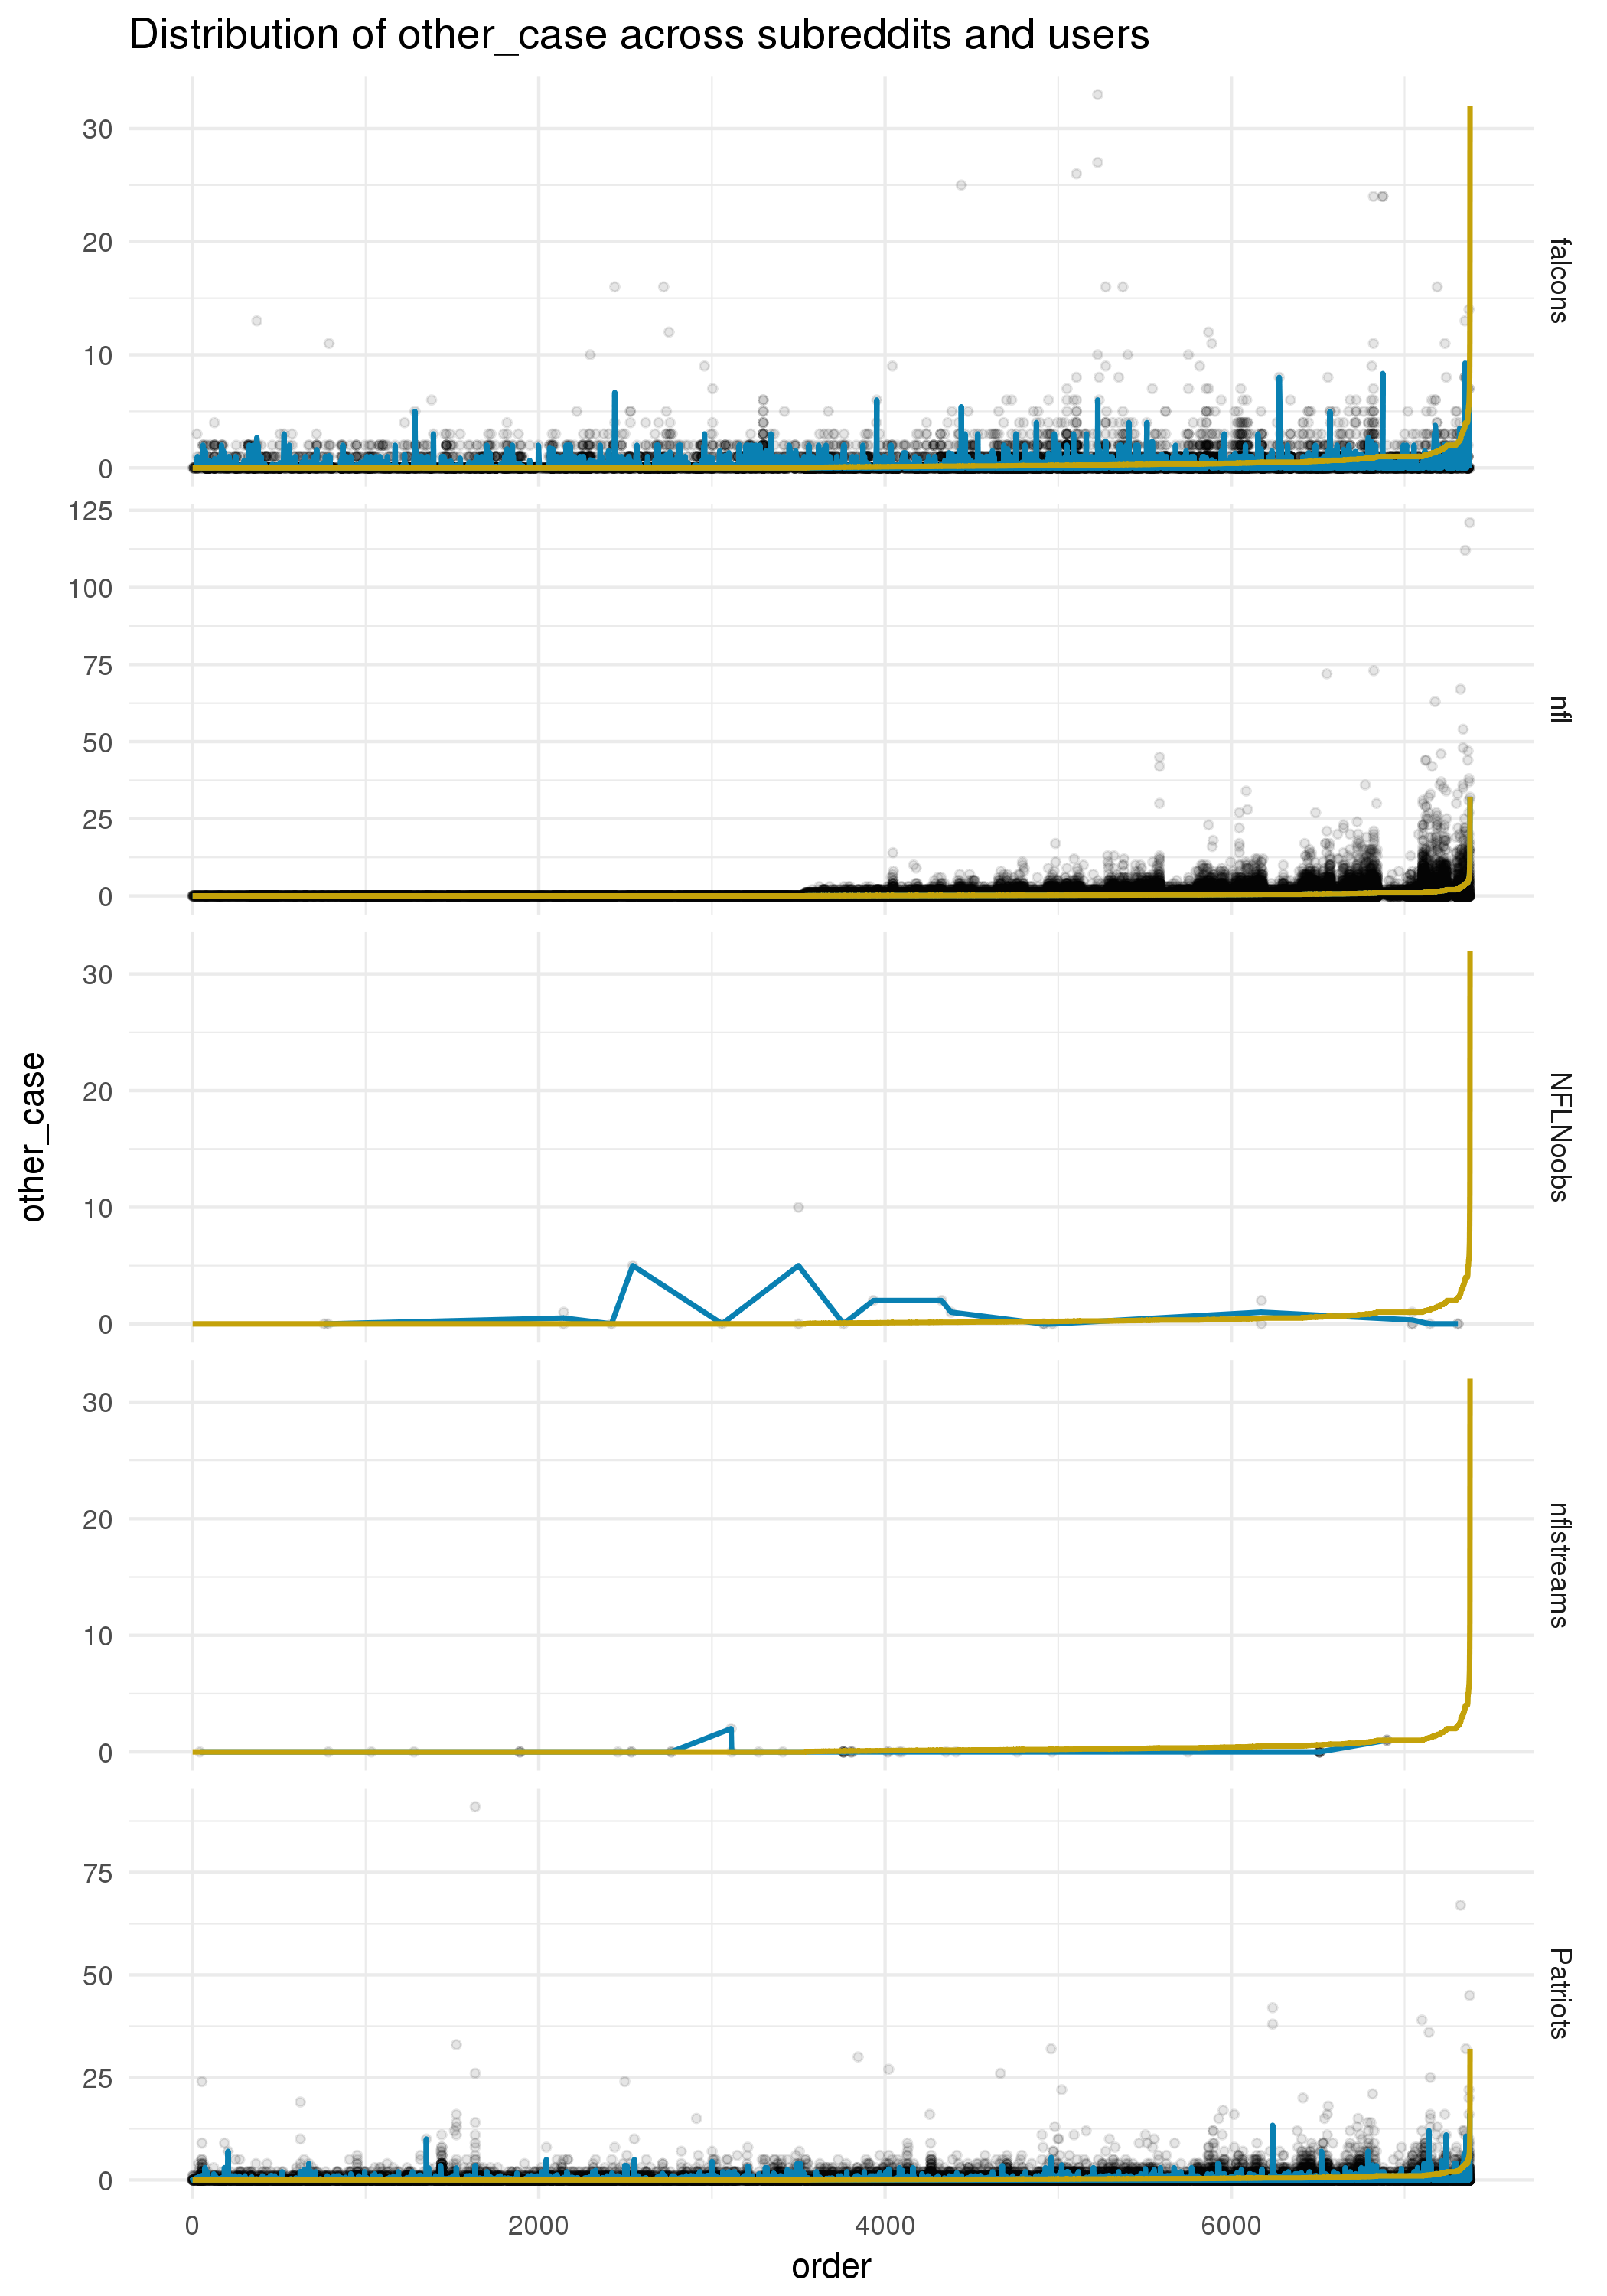 Distribution of other_case across subreddits and users
30
20
10
0
falcons
125
100
75
50
25
0
nfl
30
20
10
0
NFLNoobs
30
20
10
0
nflstreams
75
50
25
0
Patriots
0 2000 4000 6000
order
other_case